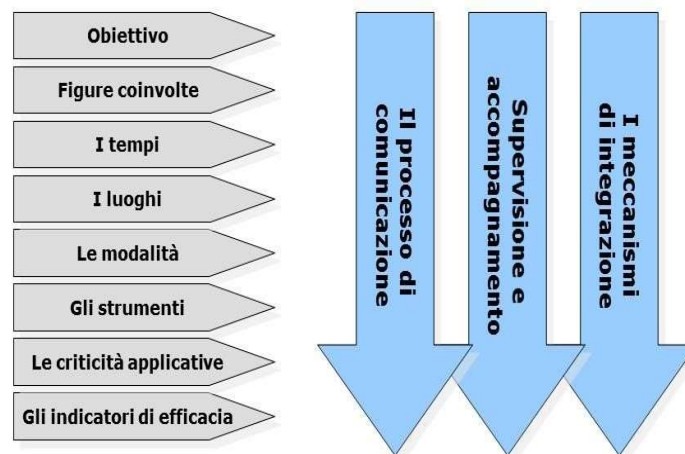 Obiettivo
Figure coinvolte
I tempi
I luoghi
Le modalità
Gli strumenti
Le criticità applicative
Gli indicatori di efficacia
Il processo di
comunicazione
Supervisione e
accompagnamento
I meccanismi
di integrazione